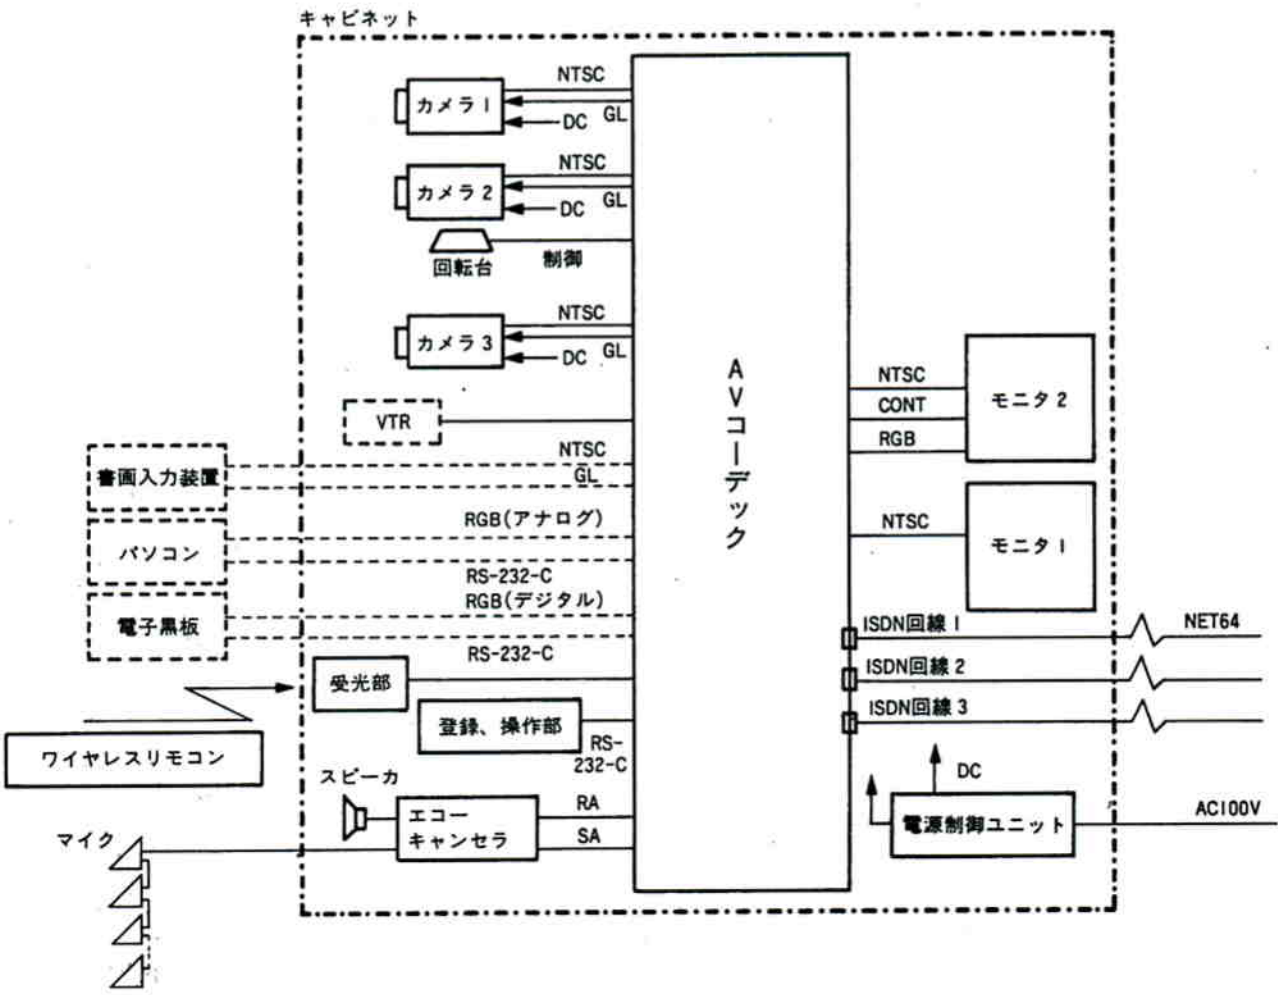 キャビネット
NTSC
カメラ1
GL
DC
NTSC
カメラ2
GL
DC
回転台
制御
NTSC
カメラ3
GL
DC
VTR
NTSC
書画入力装置
GL
RGB(アナログ)
パソコン
RS-232-C
RGB(デジタル)
電子黒板
RS-232-C
受光部
登録、操作部
RS-
232-C
ワイヤレスリモコン
スピーカ
エコー
キャンセラ
RA
SA
マイク
AVコーデック
NTSC
CONT
RGB
モニタ2
NTSC
モニタ1
ISDN回線1
NET64
ISDN回線2
ISDN回線3
DC
電源制御ユニット
AC100V